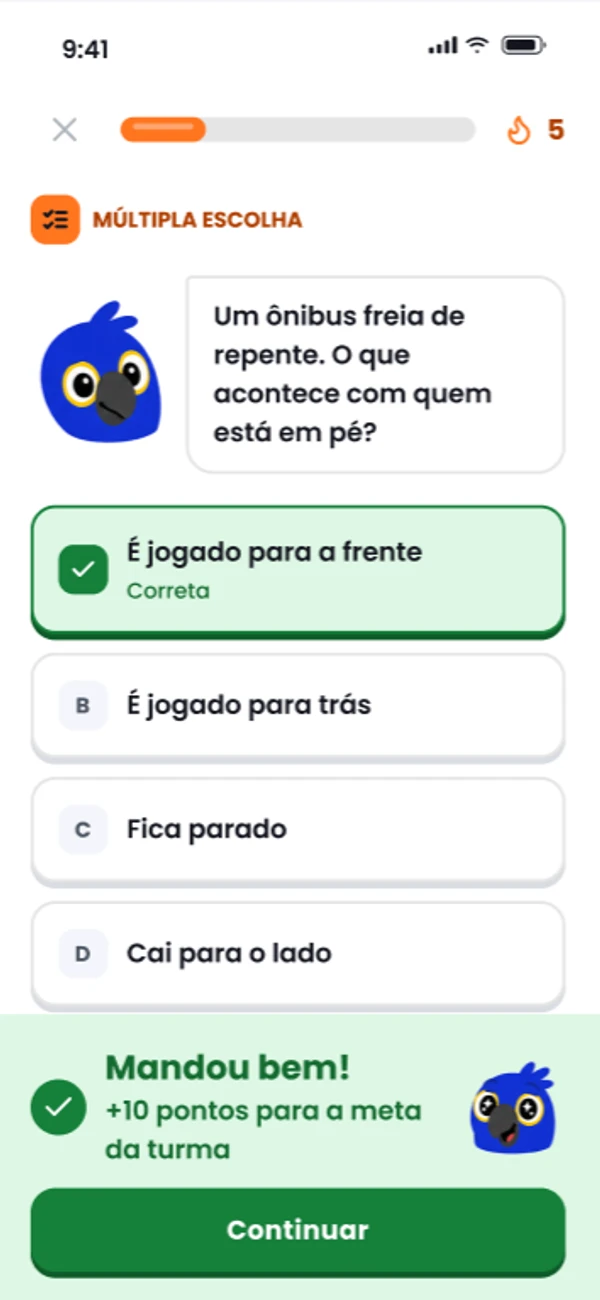 9:41
5
MÚLTIPLA ESCOLHA
Um ônibus freia de
repente. O que
acontece com quem
está em pé?
É jogado para a frente
Correta
B
É jogado para trás
C
Fica parado
D
Cai para o lado
Mandou bem!
+10 pontos para a meta
da turma
Continuar